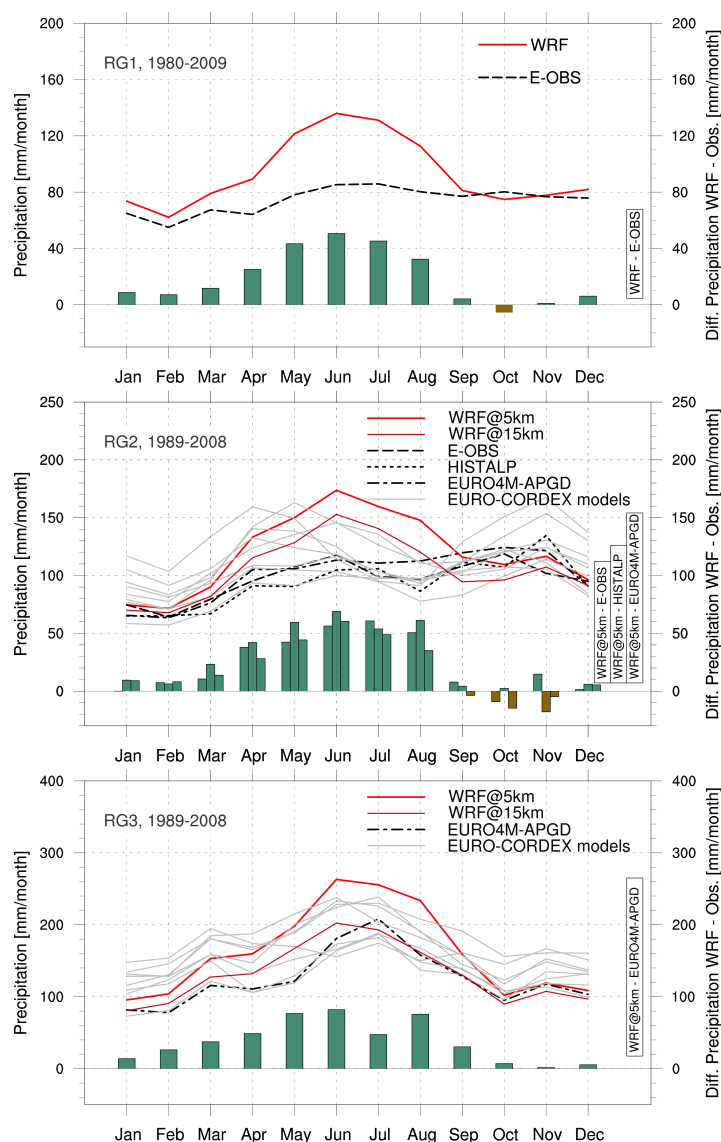 200
160
120
80
40
0
Precipitation [mm/month]
RG1, 1980-2009
WRF
E-OBS
WRF - E-OBS
200
160
120
80
40
0
Diff. Precipitation WRF - Obs. [mm/month]
Jan Feb Mar Apr May Jun Jul Aug Sep Oct Nov Dec
250
200
150
100
50
0
Precipitation [mm/month]
RG2, 1989-2008
WRF@5km
WRF@15km
E-OBS
HISTALP
EURO4M-APGD
EURO-CORDEX models
WRF@5km - E-OBS
WRF@5km - HISTALP
WRF@5km - EURO4M-APGD
250
200
150
100
50
0
Diff. Precipitation WRF - Obs. [mm/month]
Jan Feb Mar Apr May Jun Jul Aug Sep Oct Nov Dec
400
300
200
100
0
Precipitation [mm/month]
RG3, 1989-2008
WRF@5km
WRF@15km
EURO4M-APGD
EURO-CORDEX models
WRF@5km - EURO4M-APGD
400
300
200
100
0
Diff. Precipitation WRF - Obs. [mm/month]
Jan Feb Mar Apr May Jun Jul Aug Sep Oct Nov Dec